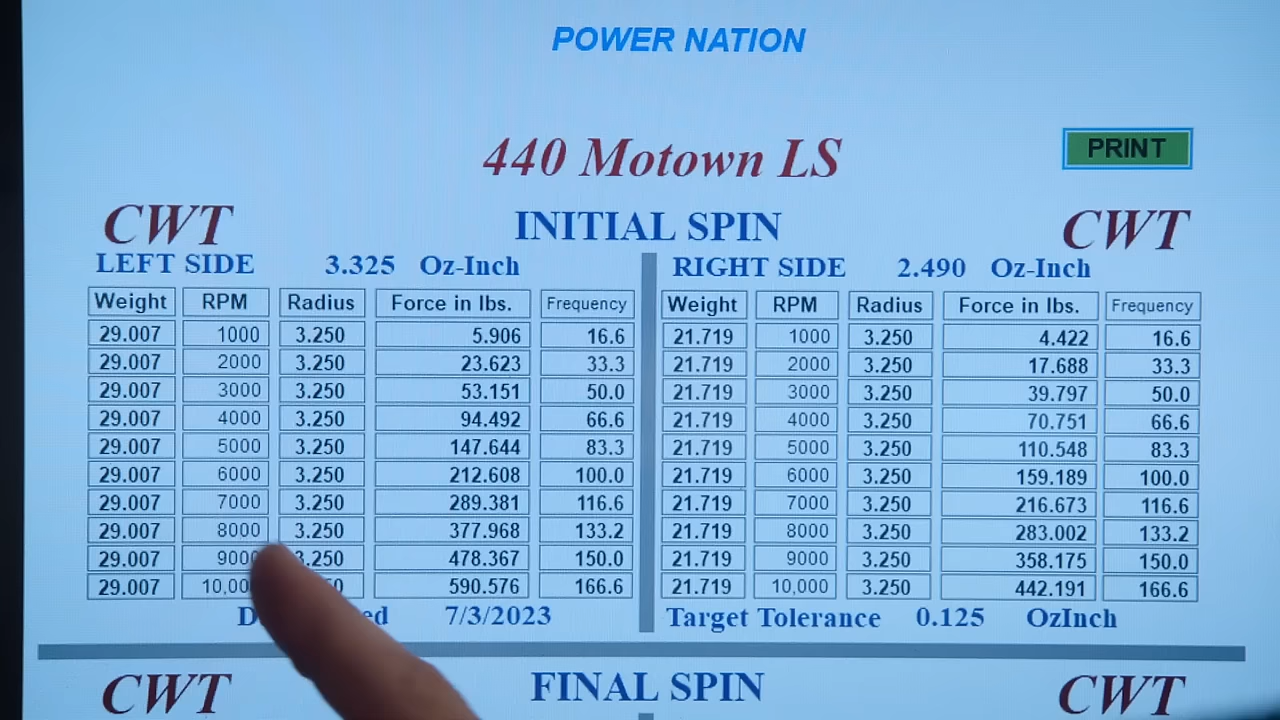 POWER NATION
440 Motown LS
PRINT
CWT INITIAL SPIN CWT
LEFT SIDE 3.325 Oz-Inch RIGHT SIDE 2.490 Oz-Inch
Weight RPM Radius Force in lbs. Frequency Weight RPM Radius Force in lbs. Frequency
29.007 1000 3.250 5.906 16.6 21.719 1000 3.250 4.422 16.6
29.007 2000 3.250 23.623 33.3 21.719 2000 3.250 17.688 33.3
29.007 3000 3.250 53.151 50.0 21.719 3000 3.250 39.797 50.0
29.007 4000 3.250 94.492 66.6 21.719 4000 3.250 70.751 66.6
29.007 5000 3.250 147.644 83.3 21.719 5000 3.250 110.548 83.3
29.007 6000 3.250 212.608 100.0 21.719 6000 3.250 159.189 100.0
29.007 7000 3.250 289.381 116.6 21.719 7000 3.250 216.673 116.6
29.007 8000 3.250 377.968 133.2 21.719 8000 3.250 283.002 133.2
29.007 9000 3.250 478.367 150.0 21.719 9000 3.250 358.175 150.0
29.007 590.576 166.6 21.719 10,000 3.250 442.191 166.6
7/3/2023 Target Tolerance 0.125 OzInch
CWT FINAL SPIN CWT